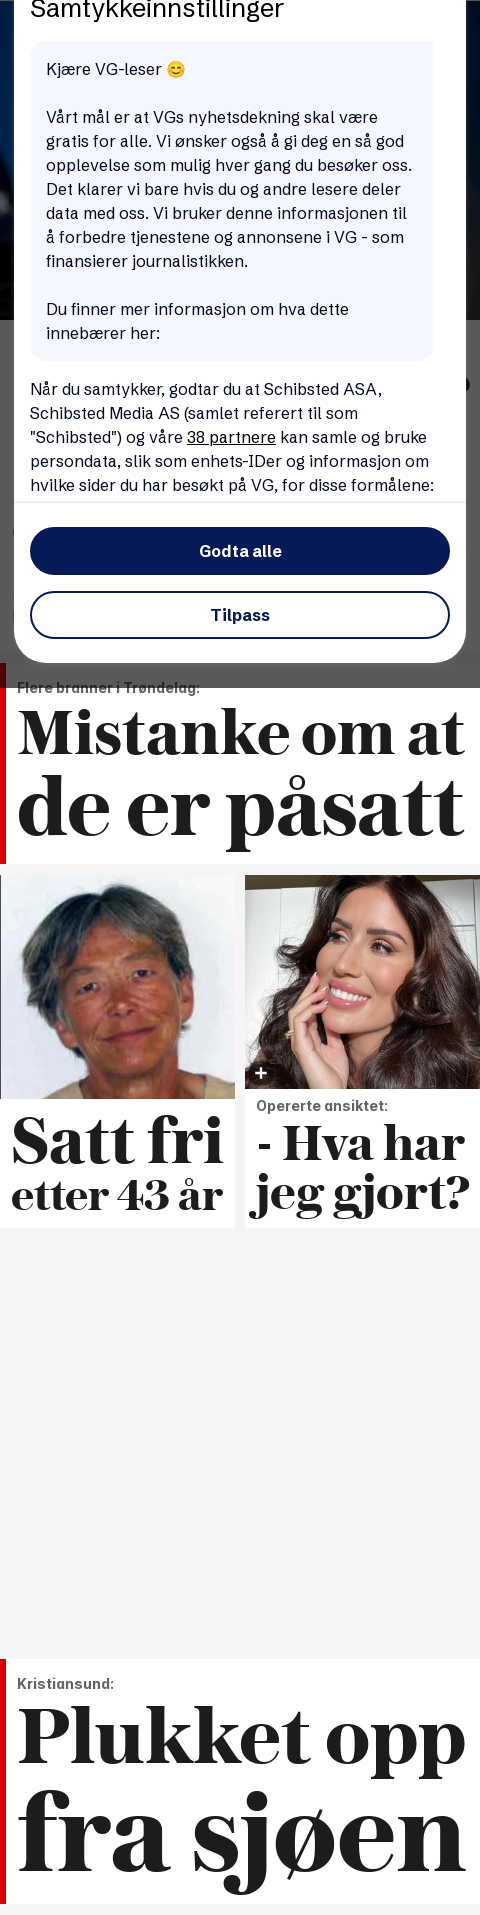 Samtykkeinnstillinger
Kjære VG-leser 😊
Vårt mål er at VGs nyhetsdekning skal være
gratis for alle. Vi ønsker også å gi deg en så god
opplevelse som mulig hver gang du besøker oss.
Det klarer vi bare hvis du og andre lesere deler
data med oss. Vi bruker denne informasjonen til
å forbedre tjenestene og annonsene i VG - som
finansierer journalistikken.
Du finner mer informasjon om hva dette
innebærer her:
Når du samtykker, godtar du at Schibsted ASA,
Schibsted Media AS (samlet referert til som
"Schibsted") og våre 38 partnere kan samle og bruke
persondata, slik som enhets-IDer og informasjon om
hvilke sider du har besøkt på VG, for disse formålene:
Godta alle
Tilpass
Flere branner i Trøndelag:
Mistanke om at
de er påsatt
Satt fri
etter 43 år
+
Opererte ansiktet:
- Hva har
jeg gjort?
Kristiansund:
Plukket opp
fra sjøen